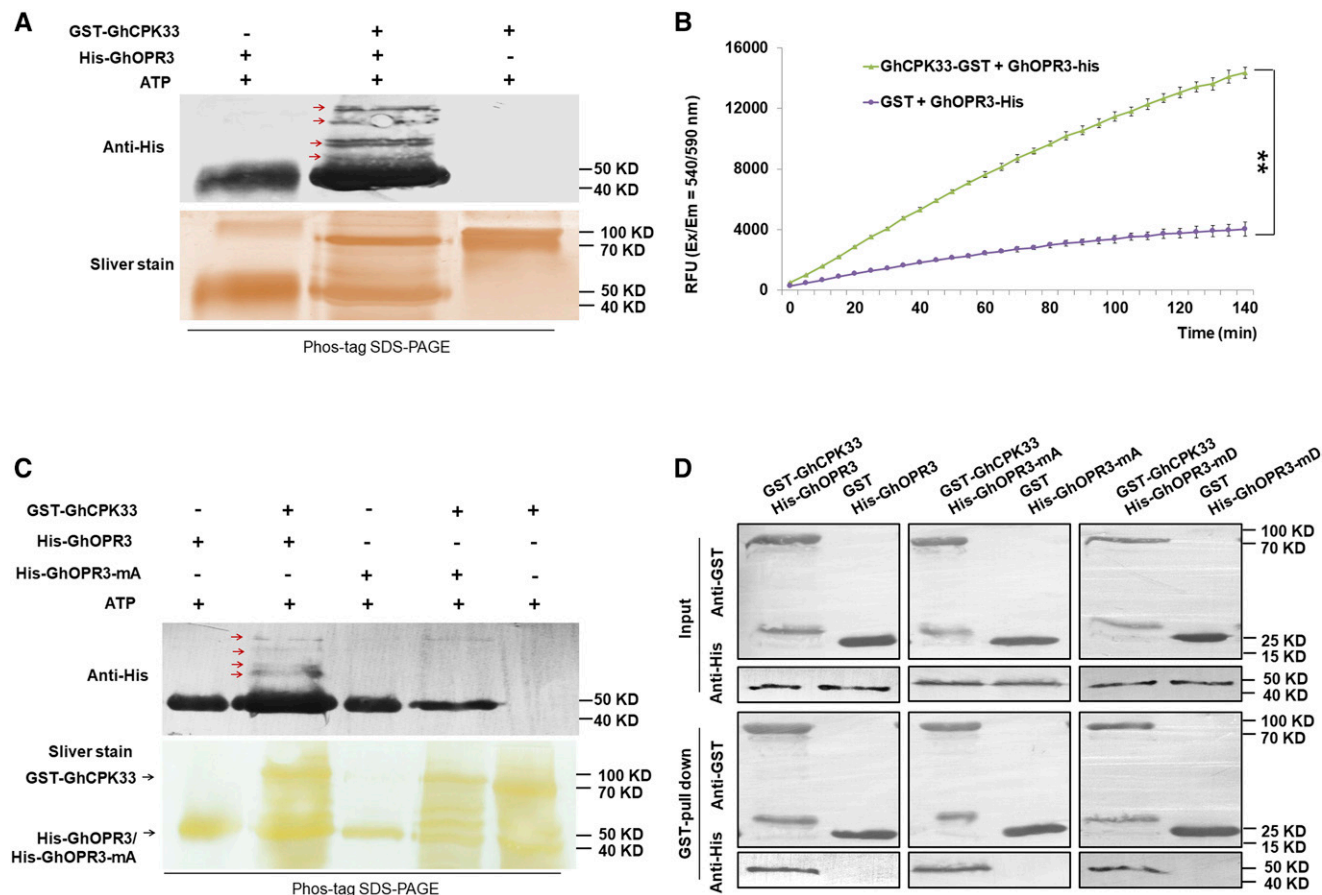 A
GST-GhCPK33 - + +
His-GhOPR3 + + -
ATP + + +
Anti-His
50 KD
40 KD
Sliver stain
100 KD
70 KD
50 KD
40 KD
Phos-tag SDS-PAGE
B
16000
12000
8000
4000
0
RFU (Ex/Em = 540/590 nm)
GhCPK33-GST + GhOPR3-his
GST + GhOPR3-His
**
0 20 40 60 80 100 120 140
Time (min)
C
GST-GhCPK33 - + - + +
His-GhOPR3 + + - - -
His-GhOPR3-mA - - + + -
ATP + + + + +
Anti-His
50 KD
40 KD
Sliver stain
GST-GhCPK33
100 KD
70 KD
His-GhOPR3/
His-GhOPR3-mA
50 KD
40 KD
Phos-tag SDS-PAGE
D
GST-GhCPK33
His-GhOPR3
GST
His-GhOPR3
GST-GhCPK33
His-GhOPR3-mA
GST
His-GhOPR3-mA
GST-GhCPK33
His-GhOPR3-mD
GST
His-GhOPR3-mD
Input
Anti-GST
100 KD
70 KD
25 KD
15 KD
Anti-His
50 KD
40 KD
GST-pull down
Anti-GST
100 KD
70 KD
25 KD
15 KD
Anti-His
50 KD
40 KD